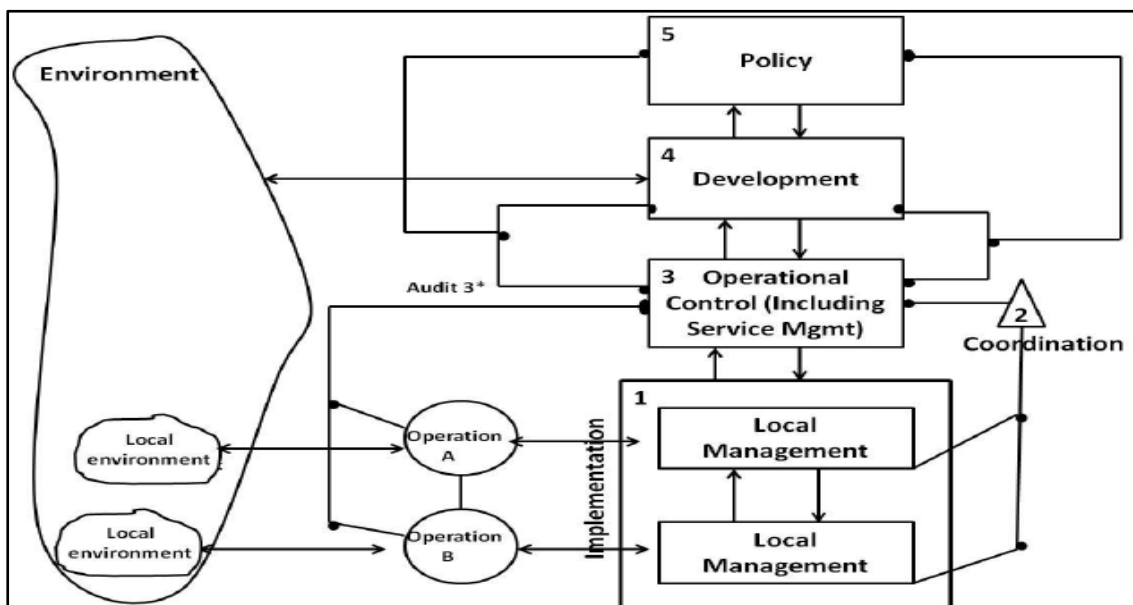 5
Policy
Environment
4
Development
3
Operational
Control (Including
Service Mgmt)
Audit 3*
2
Coordination
1
Local
Management
Local
environment
Operation
A
Implementation
Local
Management
Local
environment
Operation
B